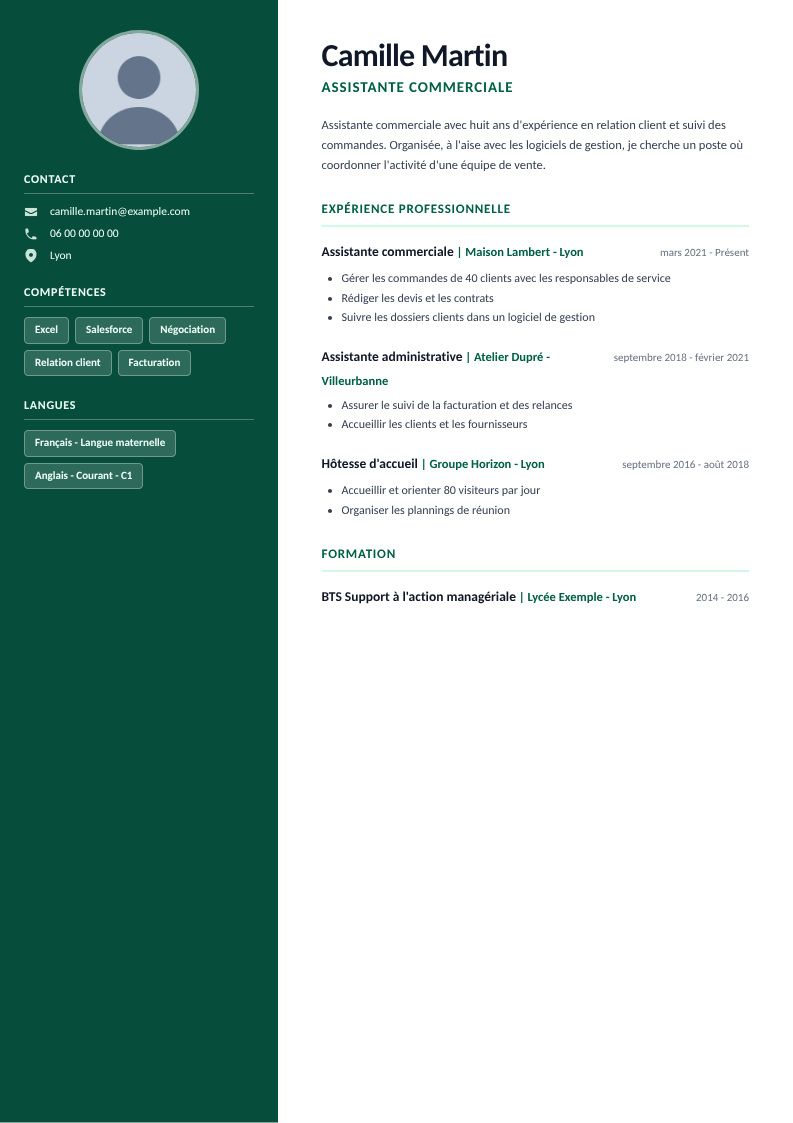 CONTACT
camille.martin@example.com
06 00 00 00 00
Lyon
COMPÉTENCES
Excel
Salesforce
Négociation
Relation client
Facturation
LANGUES
Français - Langue maternelle
Anglais - Courant - C1
Camille Martin
ASSISTANTE COMMERCIALE
Assistante commerciale avec huit ans d'expérience en relation client et suivi des
commandes. Organisée, à l'aise avec les logiciels de gestion, je cherche un poste où
coordonner l'activité d'une équipe de vente.
EXPÉRIENCE PROFESSIONNELLE
Assistante commerciale | Maison Lambert - Lyon mars 2021 - Présent
• Gérer les commandes de 40 clients avec les responsables de service
• Rédiger les devis et les contrats
• Suivre les dossiers clients dans un logiciel de gestion
Assistante administrative | Atelier Dupré - septembre 2018 - février 2021
Villeurbanne
• Assurer le suivi de la facturation et des relances
• Accueillir les clients et les fournisseurs
Hôtesse d'accueil | Groupe Horizon - Lyon septembre 2016 - août 2018
• Accueillir et orienter 80 visiteurs par jour
• Organiser les plannings de réunion
FORMATION
BTS Support à l'action managériale | Lycée Exemple - Lyon 2014 - 2016